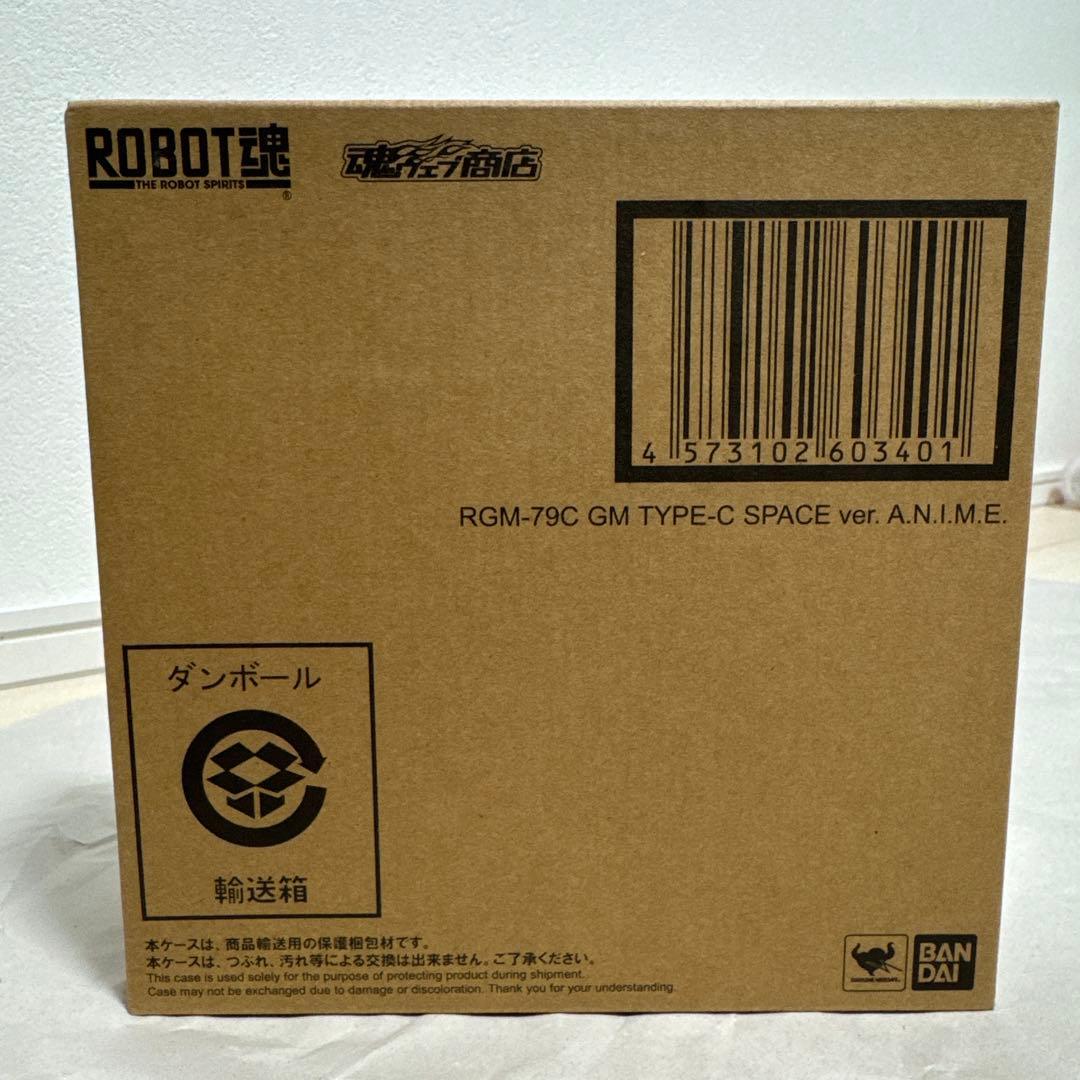 ROBOT魂
THE ROBOT SPIRITS
®
魂ウェブ商店
4 573102 603401
RGM-79C GM TYPE-C SPACE ver. A.N.I.M.E.
ダンボール
輸送箱
本ケースは、商品輸送用の保護梱包材です。
本ケースは、つぶれ、汚れ等による交換は出来ません。ご了承ください。
This case is used solely for the purpose of protecting product during shipment.
Case may not be exchanged due to damage or discoloration. Thank you for your understanding.
BAN
DAI